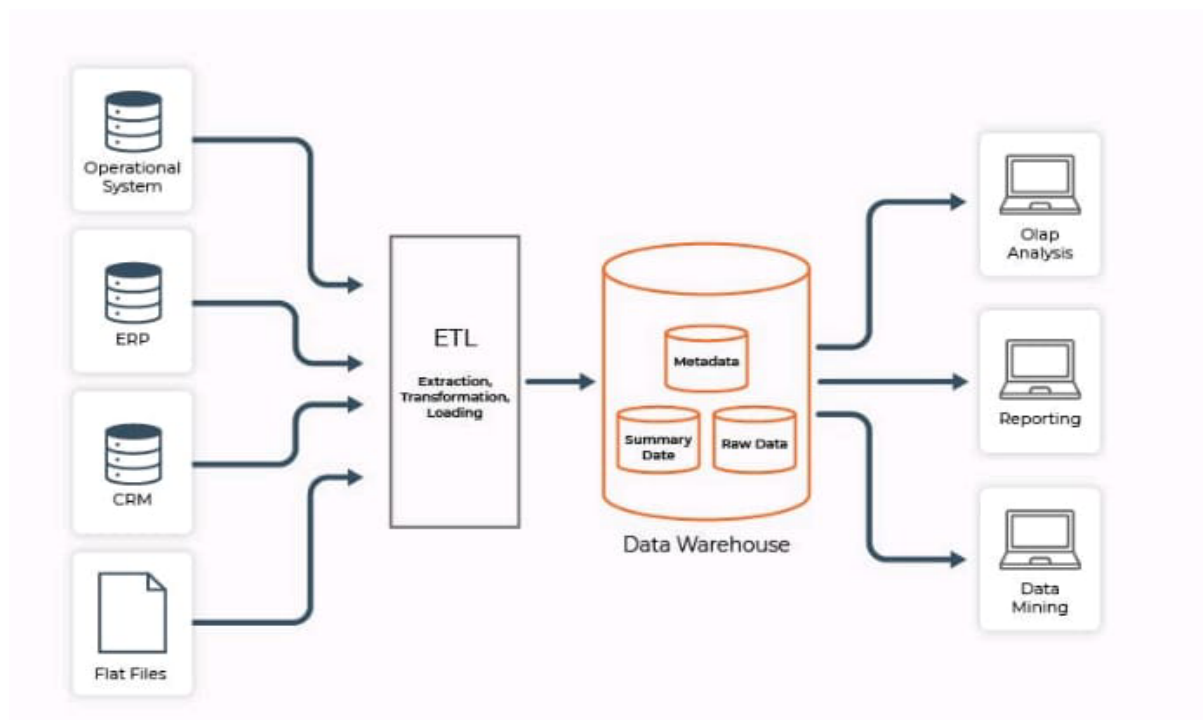 Operational
System
ERP
CRM
Flat Files
ETL
Extraction,
Transformation,
Loading
Metadata
Summary
Date
Raw Data
Data Warehouse
Olap
Analysis
Reporting
Data
Mining